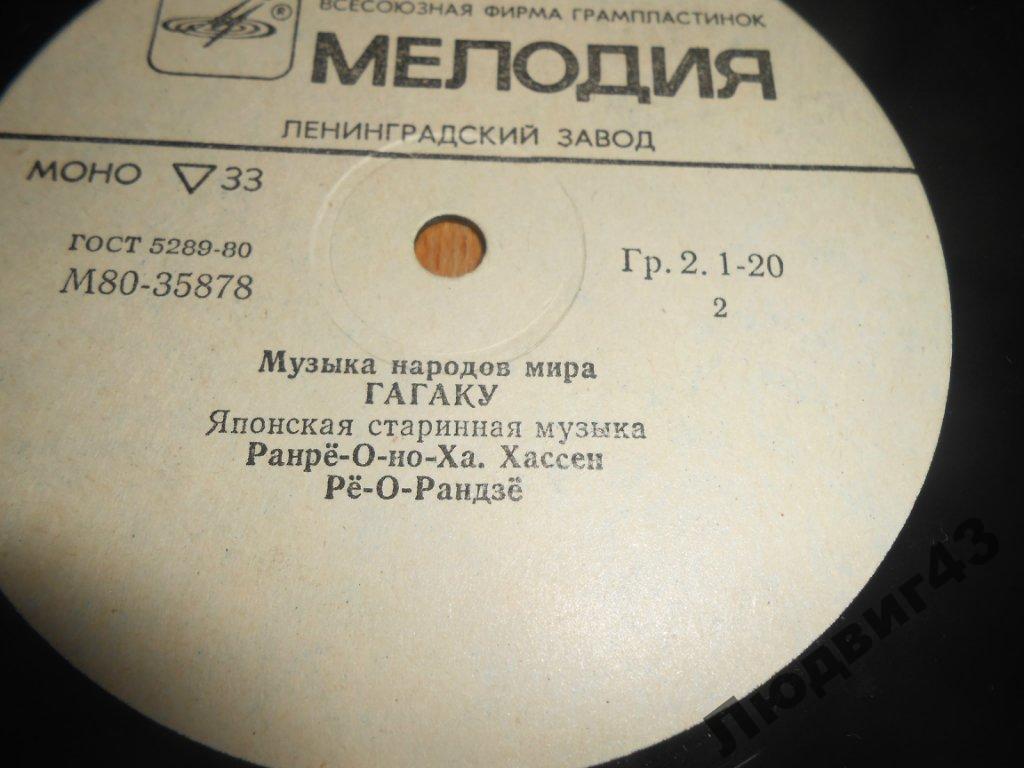 ВСЕСОЮЗНАЯ ФИРМА ГРАМПЛАСТИНОК
®
МЕЛОДИЯ
ЛЕНИНГРАДСКИЙ ЗАВОД
МОНО ▽ 33
ГОСТ 5289-80
М80-35878
Гр. 2. 1-20
2
Музыка народов мира
ГАГАКУ
Японская старинная музыка
Ранрё-О-но-Ха. Хассен
Рё-О-Рандзё
Людвиг43